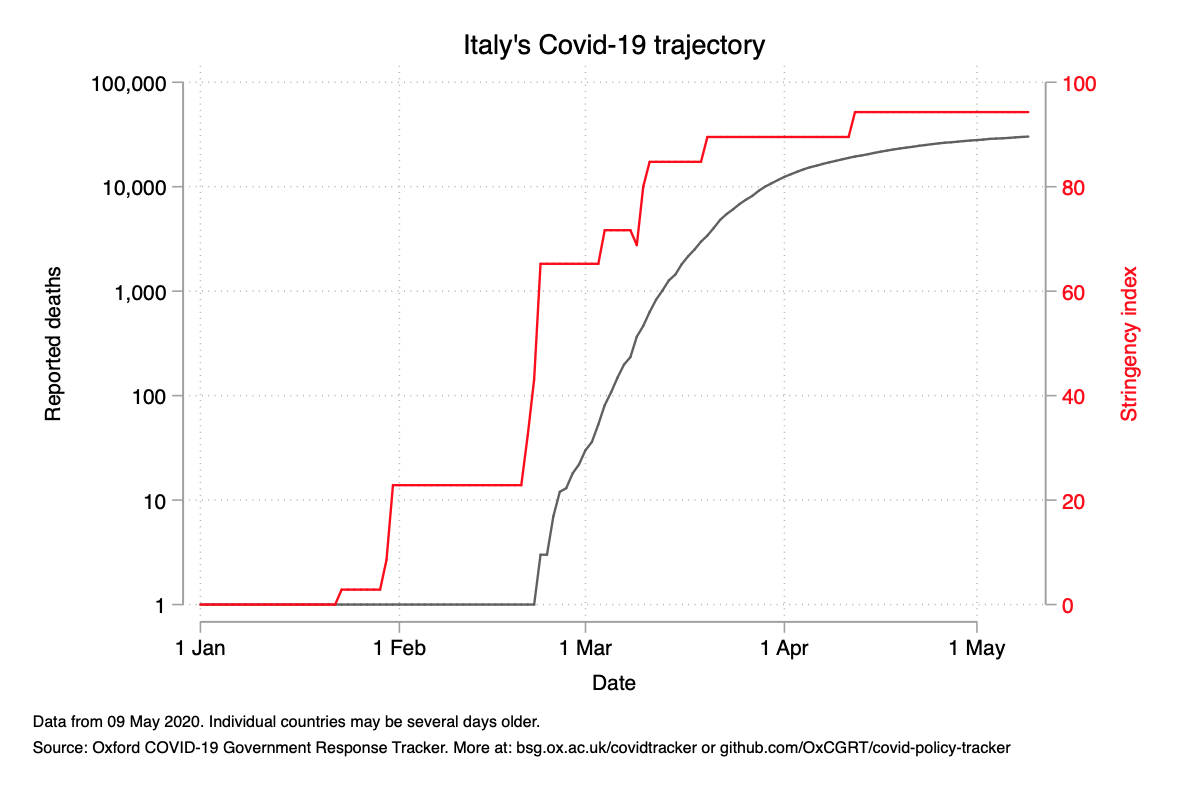 Italy's Covid-19 trajectory
100,000
10,000
1,000
100
10
1
Reported deaths
100
80
60
40
20
0
Stringency index
1 Jan
1 Feb
1 Mar
1 Apr
1 May
Date
Data from 09 May 2020. Individual countries may be several days older.
Source: Oxford COVID-19 Government Response Tracker. More at: bsg.ox.ac.uk/covidtracker or github.com/OxCGRT/covid-policy-tracker